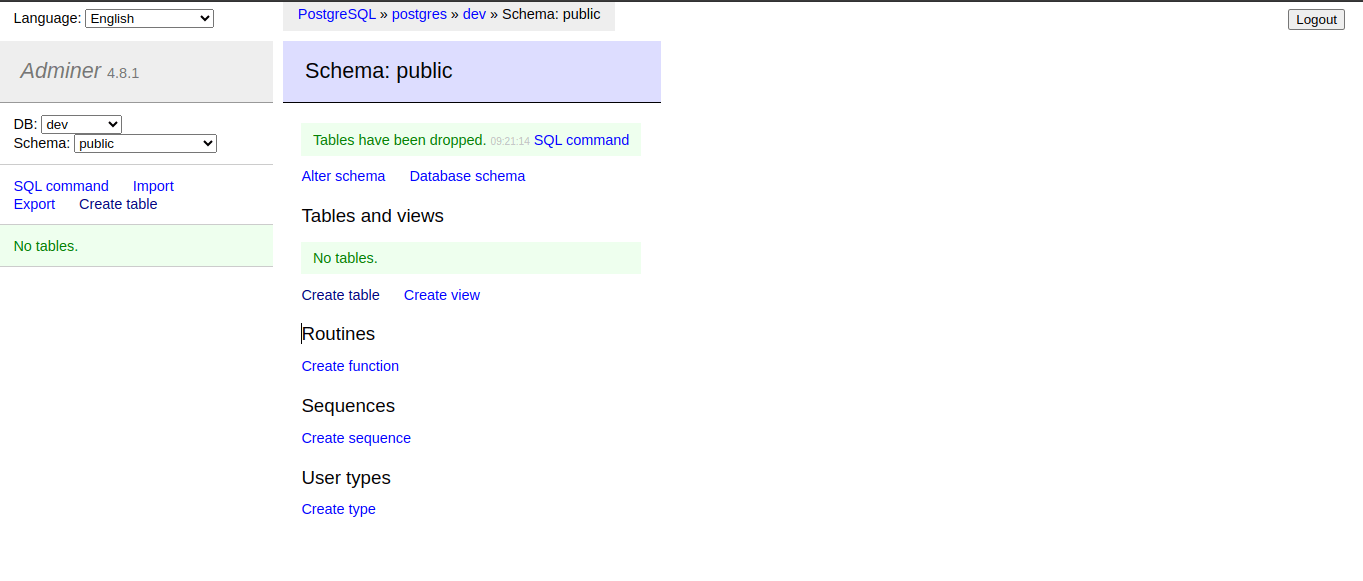 Language: English
PostgreSQL » postgres » dev » Schema: public
Logout
Adminer 4.8.1
Schema: public
DB: dev
Schema: public
SQL command Import
Export Create table
No tables.
Tables have been dropped. 09:21:14 SQL command
Alter schema Database schema
Tables and views
No tables.
Create table Create view
Routines
Create function
Sequences
Create sequence
User types
Create type